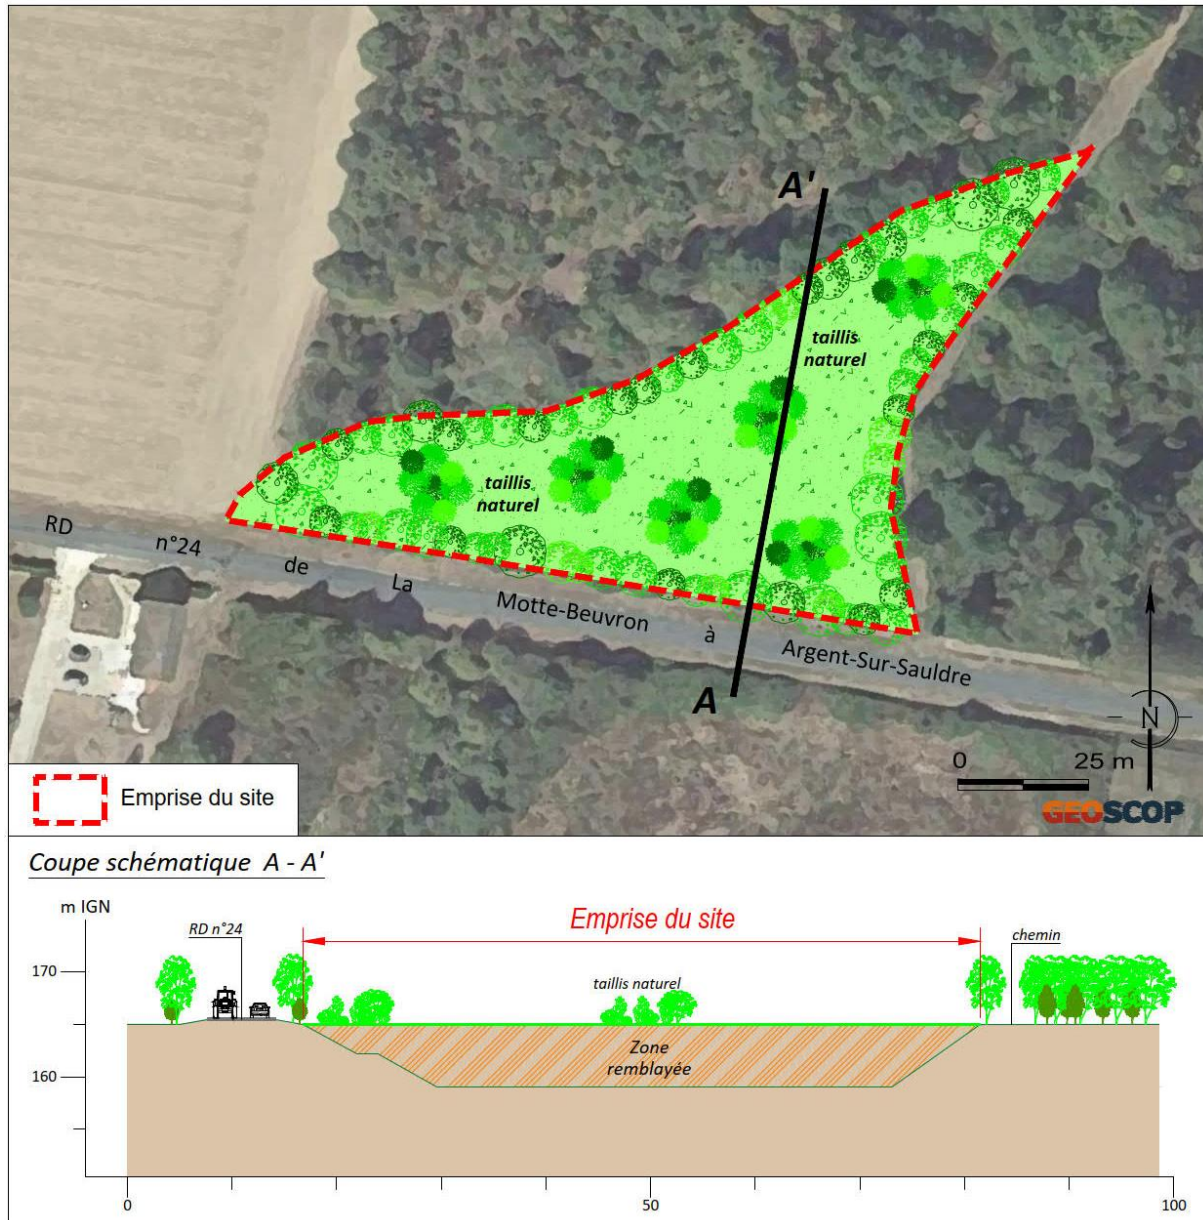 A'
taillis
naturel
taillis
naturel
RD n°24 de La Motte-Beuvron à Argent-Sur-Sauldre
A
N
0 25 m
GEOSCOP
Emprise du site
Coupe schématique A - A'
m IGN
Emprise du site
RD n°24
chemin
170
taillis naturel
Zone
remblayée
160
0 50 100